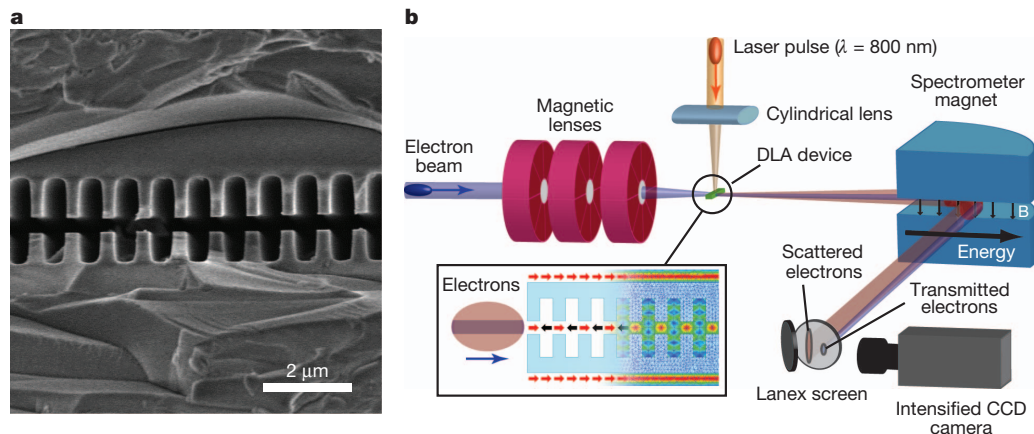 a
2 μm
b
Laser pulse (λ = 800 nm)
Cylindrical lens
Magnetic
lenses
Electron
beam
DLA device
Spectrometer
magnet
B
Energy
Electrons
Scattered
electrons
Transmitted
electrons
Lanex screen
Intensified CCD
camera